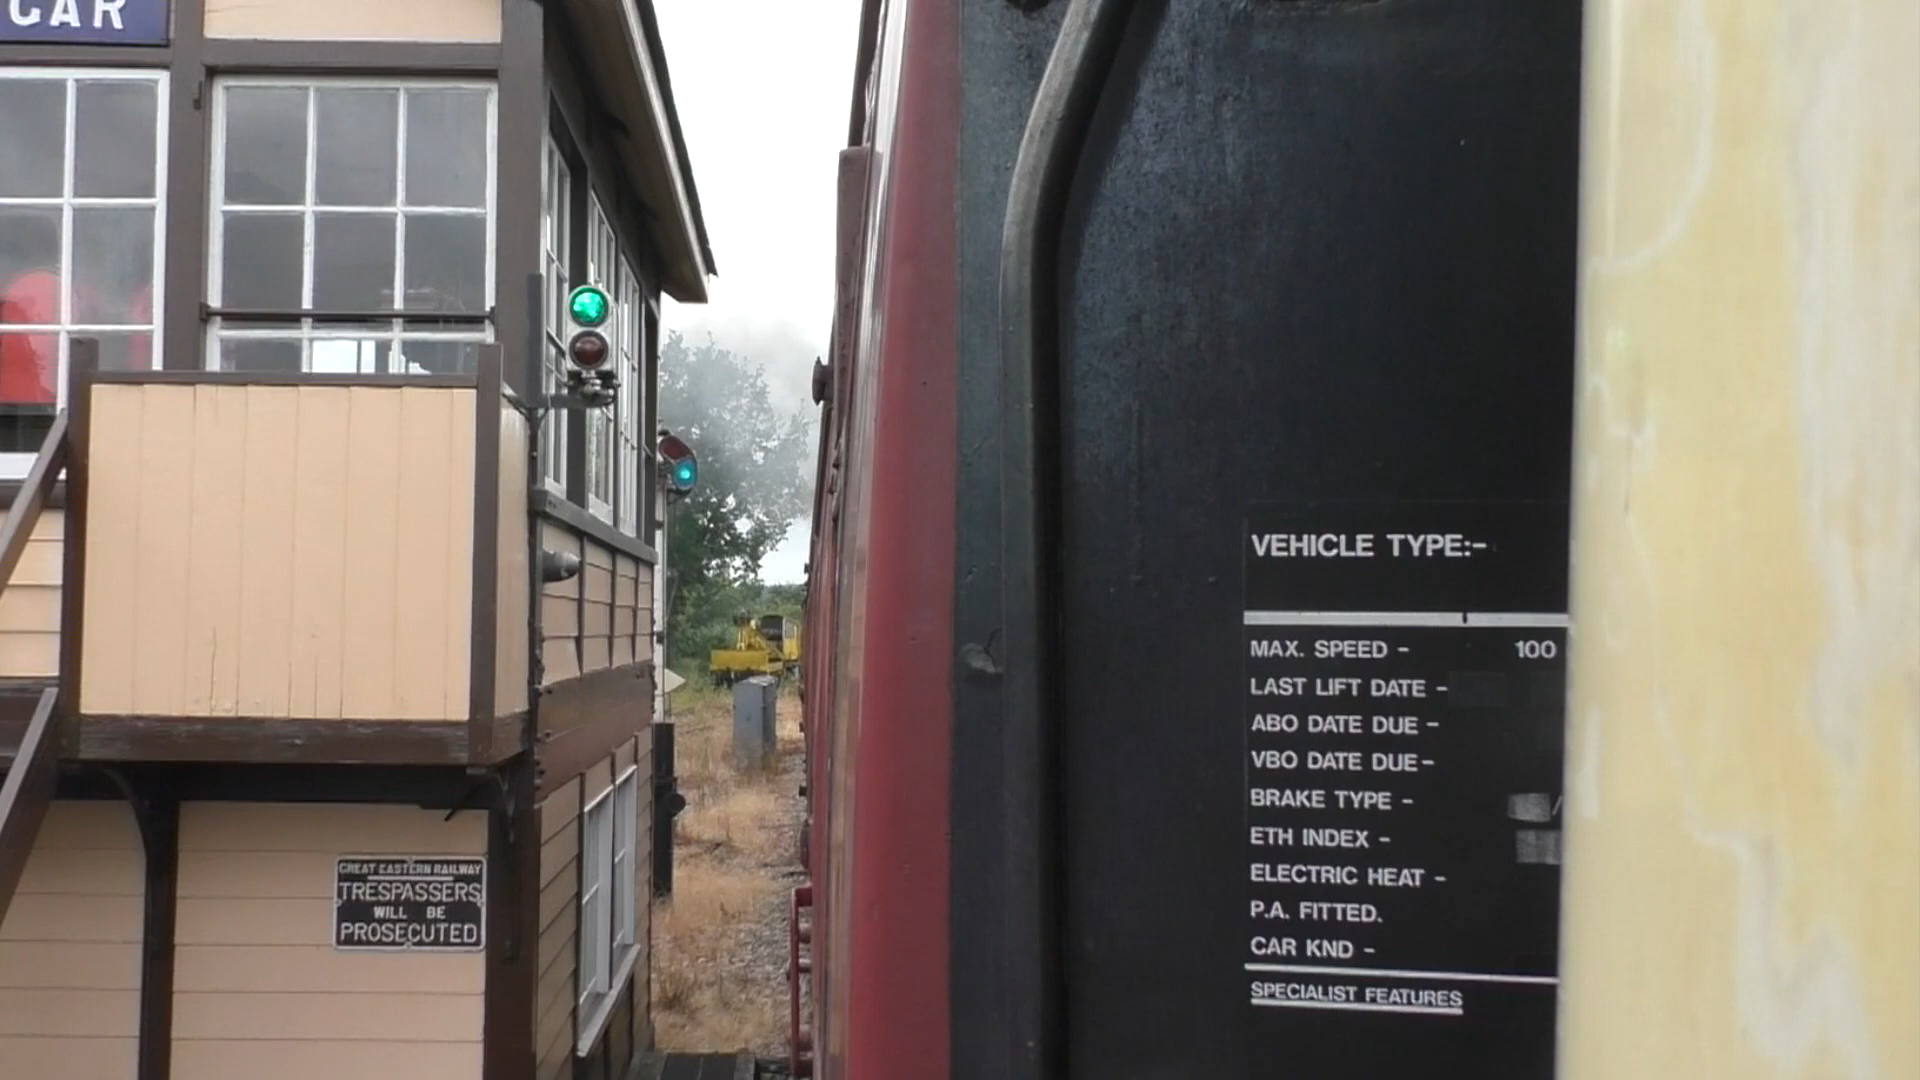 CAR
GREAT EASTERN RAILWAY
TRESPASSERS
WILL BE
PROSECUTED
VEHICLE TYPE:-
MAX. SPEED - 100
LAST LIFT DATE -
ABO DATE DUE -
VBO DATE DUE-
BRAKE TYPE - /
ETH INDEX -
ELECTRIC HEAT -
P.A. FITTED.
CAR KND -
SPECIALIST FEATURES